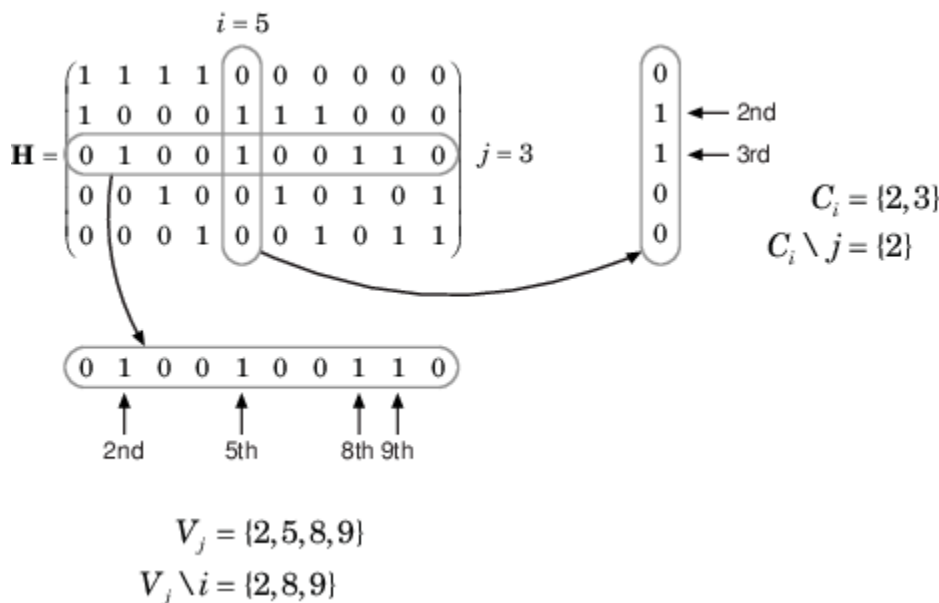 i = 5
1 1 1 1 0 0 0 0 0 0
1 0 0 0 1 1 1 0 0 0
H = 0 1 0 0 1 0 0 1 1 0 j = 3
0 0 1 0 0 1 0 1 0 1
0 0 0 1 0 0 1 0 1 1
0
1 2nd
1 3rd
0
0
C_i = {2,3}
C_i \ j = {2}
0 1 0 0 1 0 0 1 1 0
2nd 5th 8th 9th
V_j = {2,5,8,9}
V_j \ i = {2,8,9}